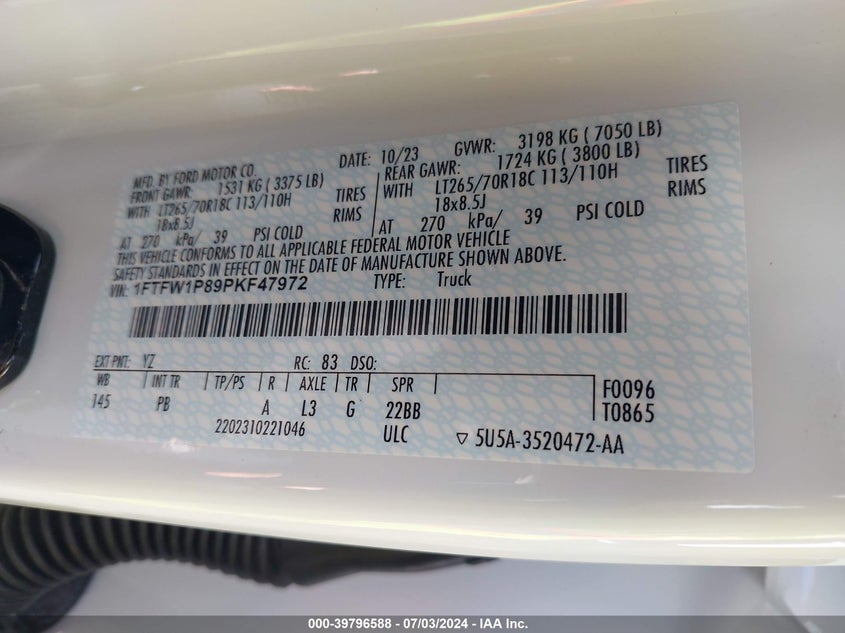 MFD. BY FORD MOTOR CO. DATE: 10/23 GVWR: 3198 KG ( 7050 LB)
FRONT GAWR: 1531 KG ( 3375 LB) REAR GAWR: 1724 KG ( 3800 LB)
WITH LT265/70R18C 113/110H TIRES WITH LT265/70R18C 113/110H TIRES
18x8.5J RIMS 18x8.5J RIMS
AT 270 kPa/ 39 PSI COLD AT 270 kPa/ 39 PSI COLD
THIS VEHICLE CONFORMS TO ALL APPLICABLE FEDERAL MOTOR VEHICLE
SAFETY STANDARDS IN EFFECT ON THE DATE OF MANUFACTURE SHOWN ABOVE.
VIN: 1FTFW1P89PKF47972 TYPE: Truck
EXT PNT: YZ RC: 83 DSO:
WB INT TR TP/PS R AXLE TR SPR F0096
145 PB A L3 G 22BB T0865
2202310221046 ULC ▽ 5U5A-3520472-AA
000-39796588 - 07/03/2024 - IAA Inc.